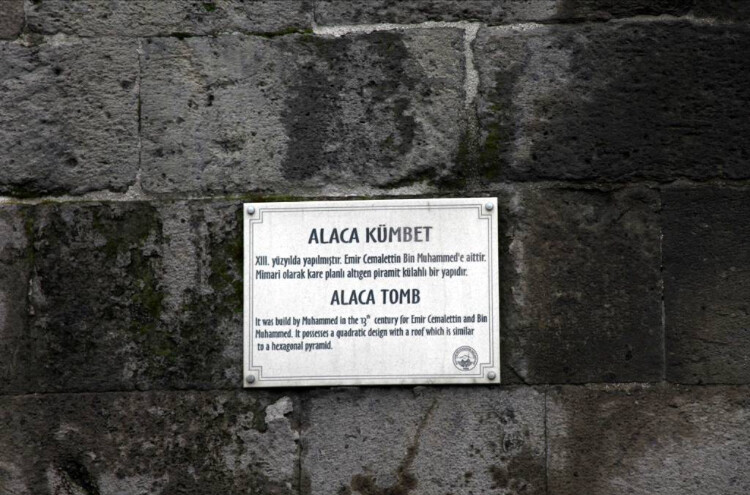 ALACA KÜMBET
XIII. yüzyılda yapılmıştır. Emir Cemalettin Bin Muhammed'e aittir.
Mimari olarak kare planlı altıgen piramit külahlı bir yapıdır.
ALACA TOMB
It was build by Muhammed in the 13th century for Emir Cemalettin and Bin
Muhammed. It possesses a quadratic design with a roof which is similar
to a hexagonal pyramid.